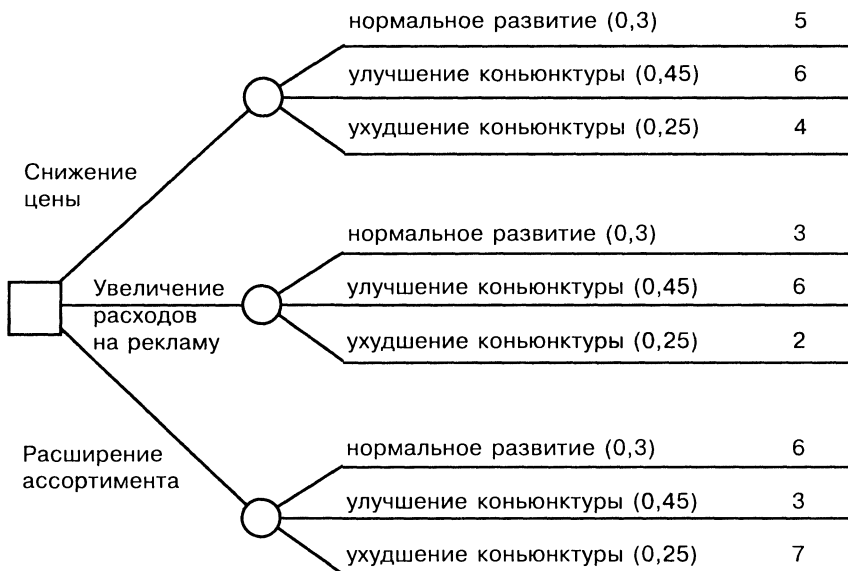 нормальное развитие (0,3) 5
улучшение коньюнктуры (0,45) 6
ухудшение коньюнктуры (0,25) 4
Снижение
цены
нормальное развитие (0,3) 3
Увеличение
расходов
на рекламу
улучшение коньюнктуры (0,45) 6
ухудшение коньюнктуры (0,25) 2
Расширение
ассортимента
нормальное развитие (0,3) 6
улучшение коньюнктуры (0,45) 3
ухудшение коньюнктуры (0,25) 7